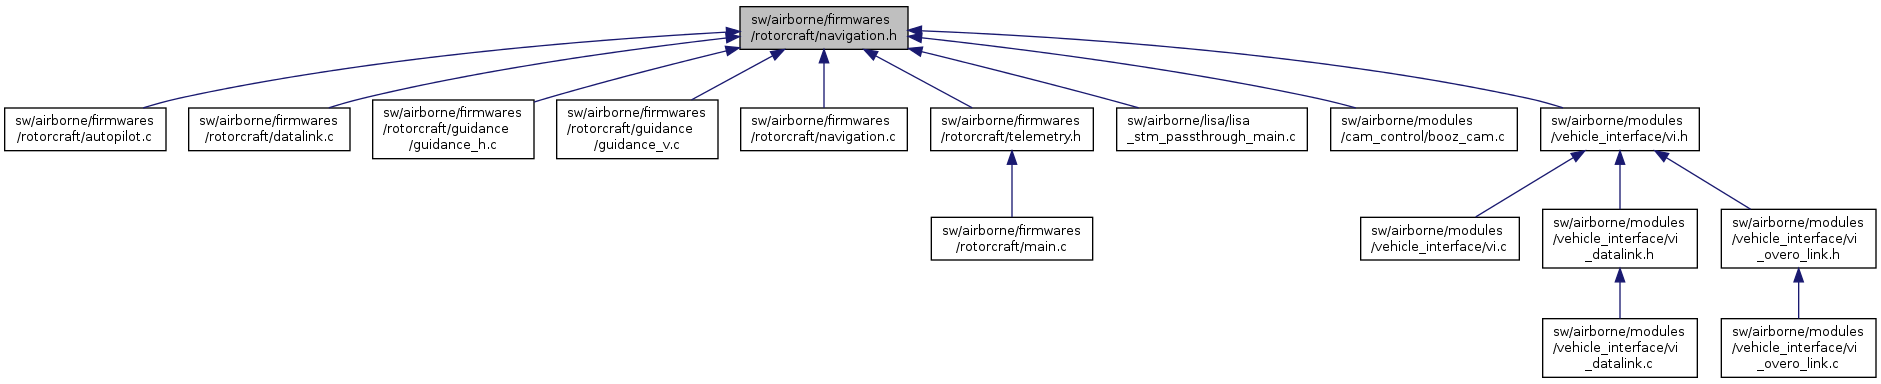 sw/airborne/firmwares
/rotorcraft/navigation.h
sw/airborne/firmwares
/rotorcraft/autopilot.c
sw/airborne/firmwares
/rotorcraft/datalink.c
sw/airborne/firmwares
/rotorcraft/guidance
/guidance_h.c
sw/airborne/firmwares
/rotorcraft/guidance
/guidance_v.c
sw/airborne/firmwares
/rotorcraft/navigation.c
sw/airborne/firmwares
/rotorcraft/telemetry.h
sw/airborne/lisa/lisa
_stm_passthrough_main.c
sw/airborne/modules
/cam_control/booz_cam.c
sw/airborne/modules
/vehicle_interface/vi.h
sw/airborne/firmwares
/rotorcraft/main.c
sw/airborne/modules
/vehicle_interface/vi.c
sw/airborne/modules
/vehicle_interface/vi
_datalink.h
sw/airborne/modules
/vehicle_interface/vi
_overo_link.h
sw/airborne/modules
/vehicle_interface/vi
_datalink.c
sw/airborne/modules
/vehicle_interface/vi
_overo_link.c